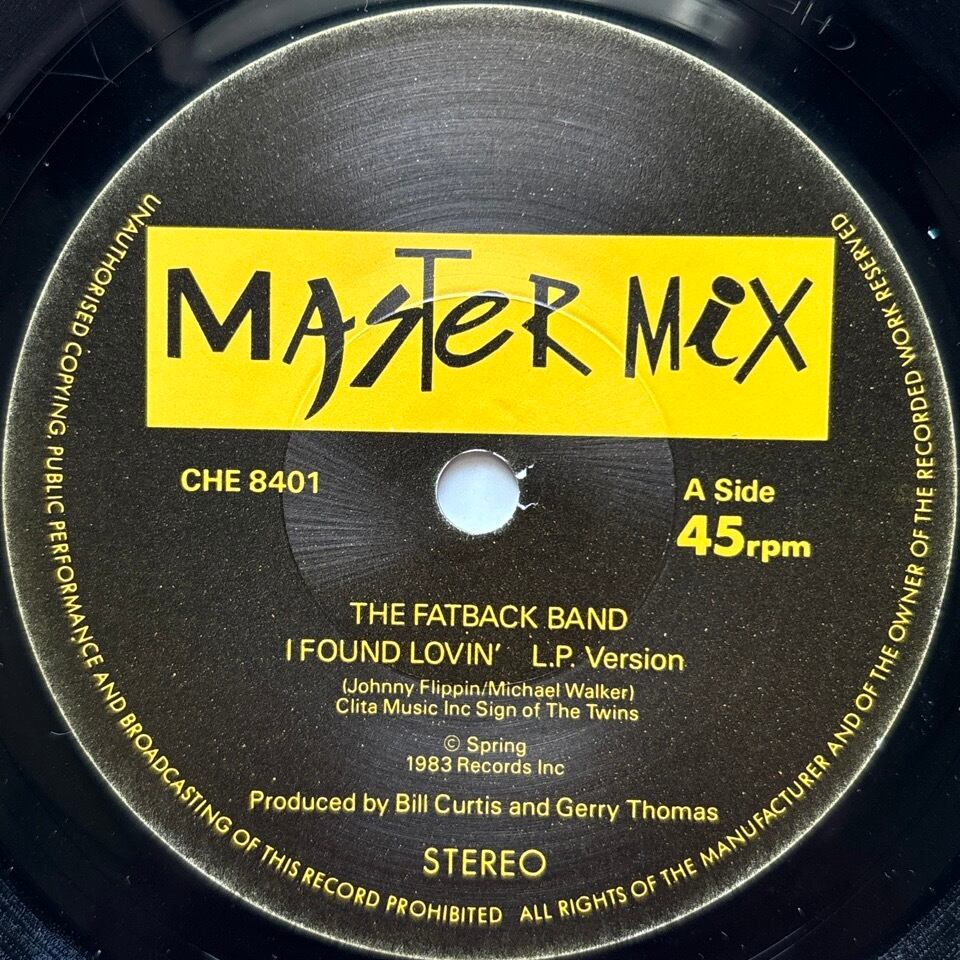 MASTER MiX
CHE 8401
A Side
45rpm
THE FATBACK BAND
I FOUND LOVIN' L.P. Version
(Johnny Flippin/Michael Walker)
Clita Music Inc Sign of The Twins
© Spring
1983 Records Inc
Produced by Bill Curtis and Gerry Thomas
STEREO
UNAUTHORISED COPYING, PUBLIC PERFORMANCE AND BROADCASTING OF THIS RECORD PROHIBITED ALL RIGHTS OF THE MANUFACTURER AND OF THE OWNER OF THE RECORDED WORK RESERVED